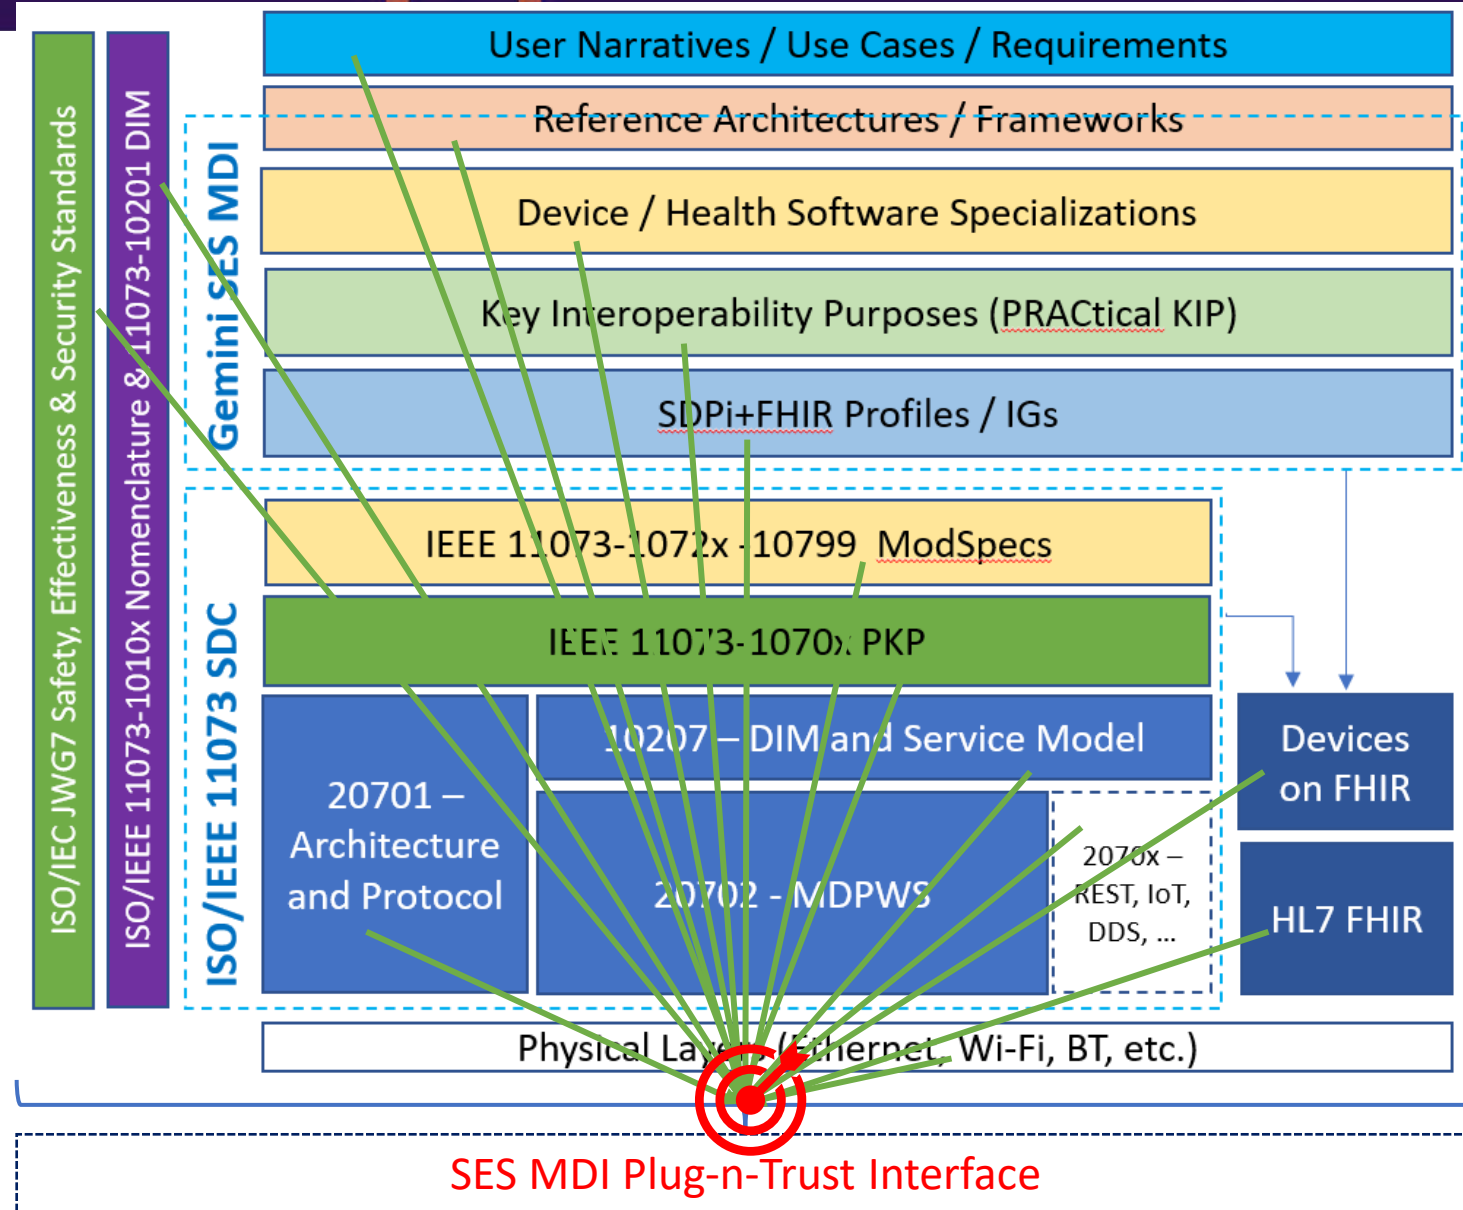 User Narratives / Use Cases / Requirements
Reference Architectures / Frameworks
Device / Health Software Specializations
Key Interoperability Purposes (PRACtical KIP)
SDPi+FHIR Profiles / IGs
ISO/IEC JWG7 Safety, Effectiveness & Security Standards
ISO/IEEE 11073-1010x Nomenclature & 11073-10201 DIM
Gemini SES MDI
ISO/IEEE 11073 SDC
IEEE 11073-1072x -10799 ModSpecs
IEEE 11073-1070x PKP
20701 –
Architecture
and Protocol
10207 – DIM and Service Model
20702 - MDPWS
2070x –
REST, IoT,
DDS, ...
Devices
on FHIR
HL7 FHIR
Physical Layers (Ethernet, Wi-Fi, BT, etc.)
SES MDI Plug-n-Trust Interface